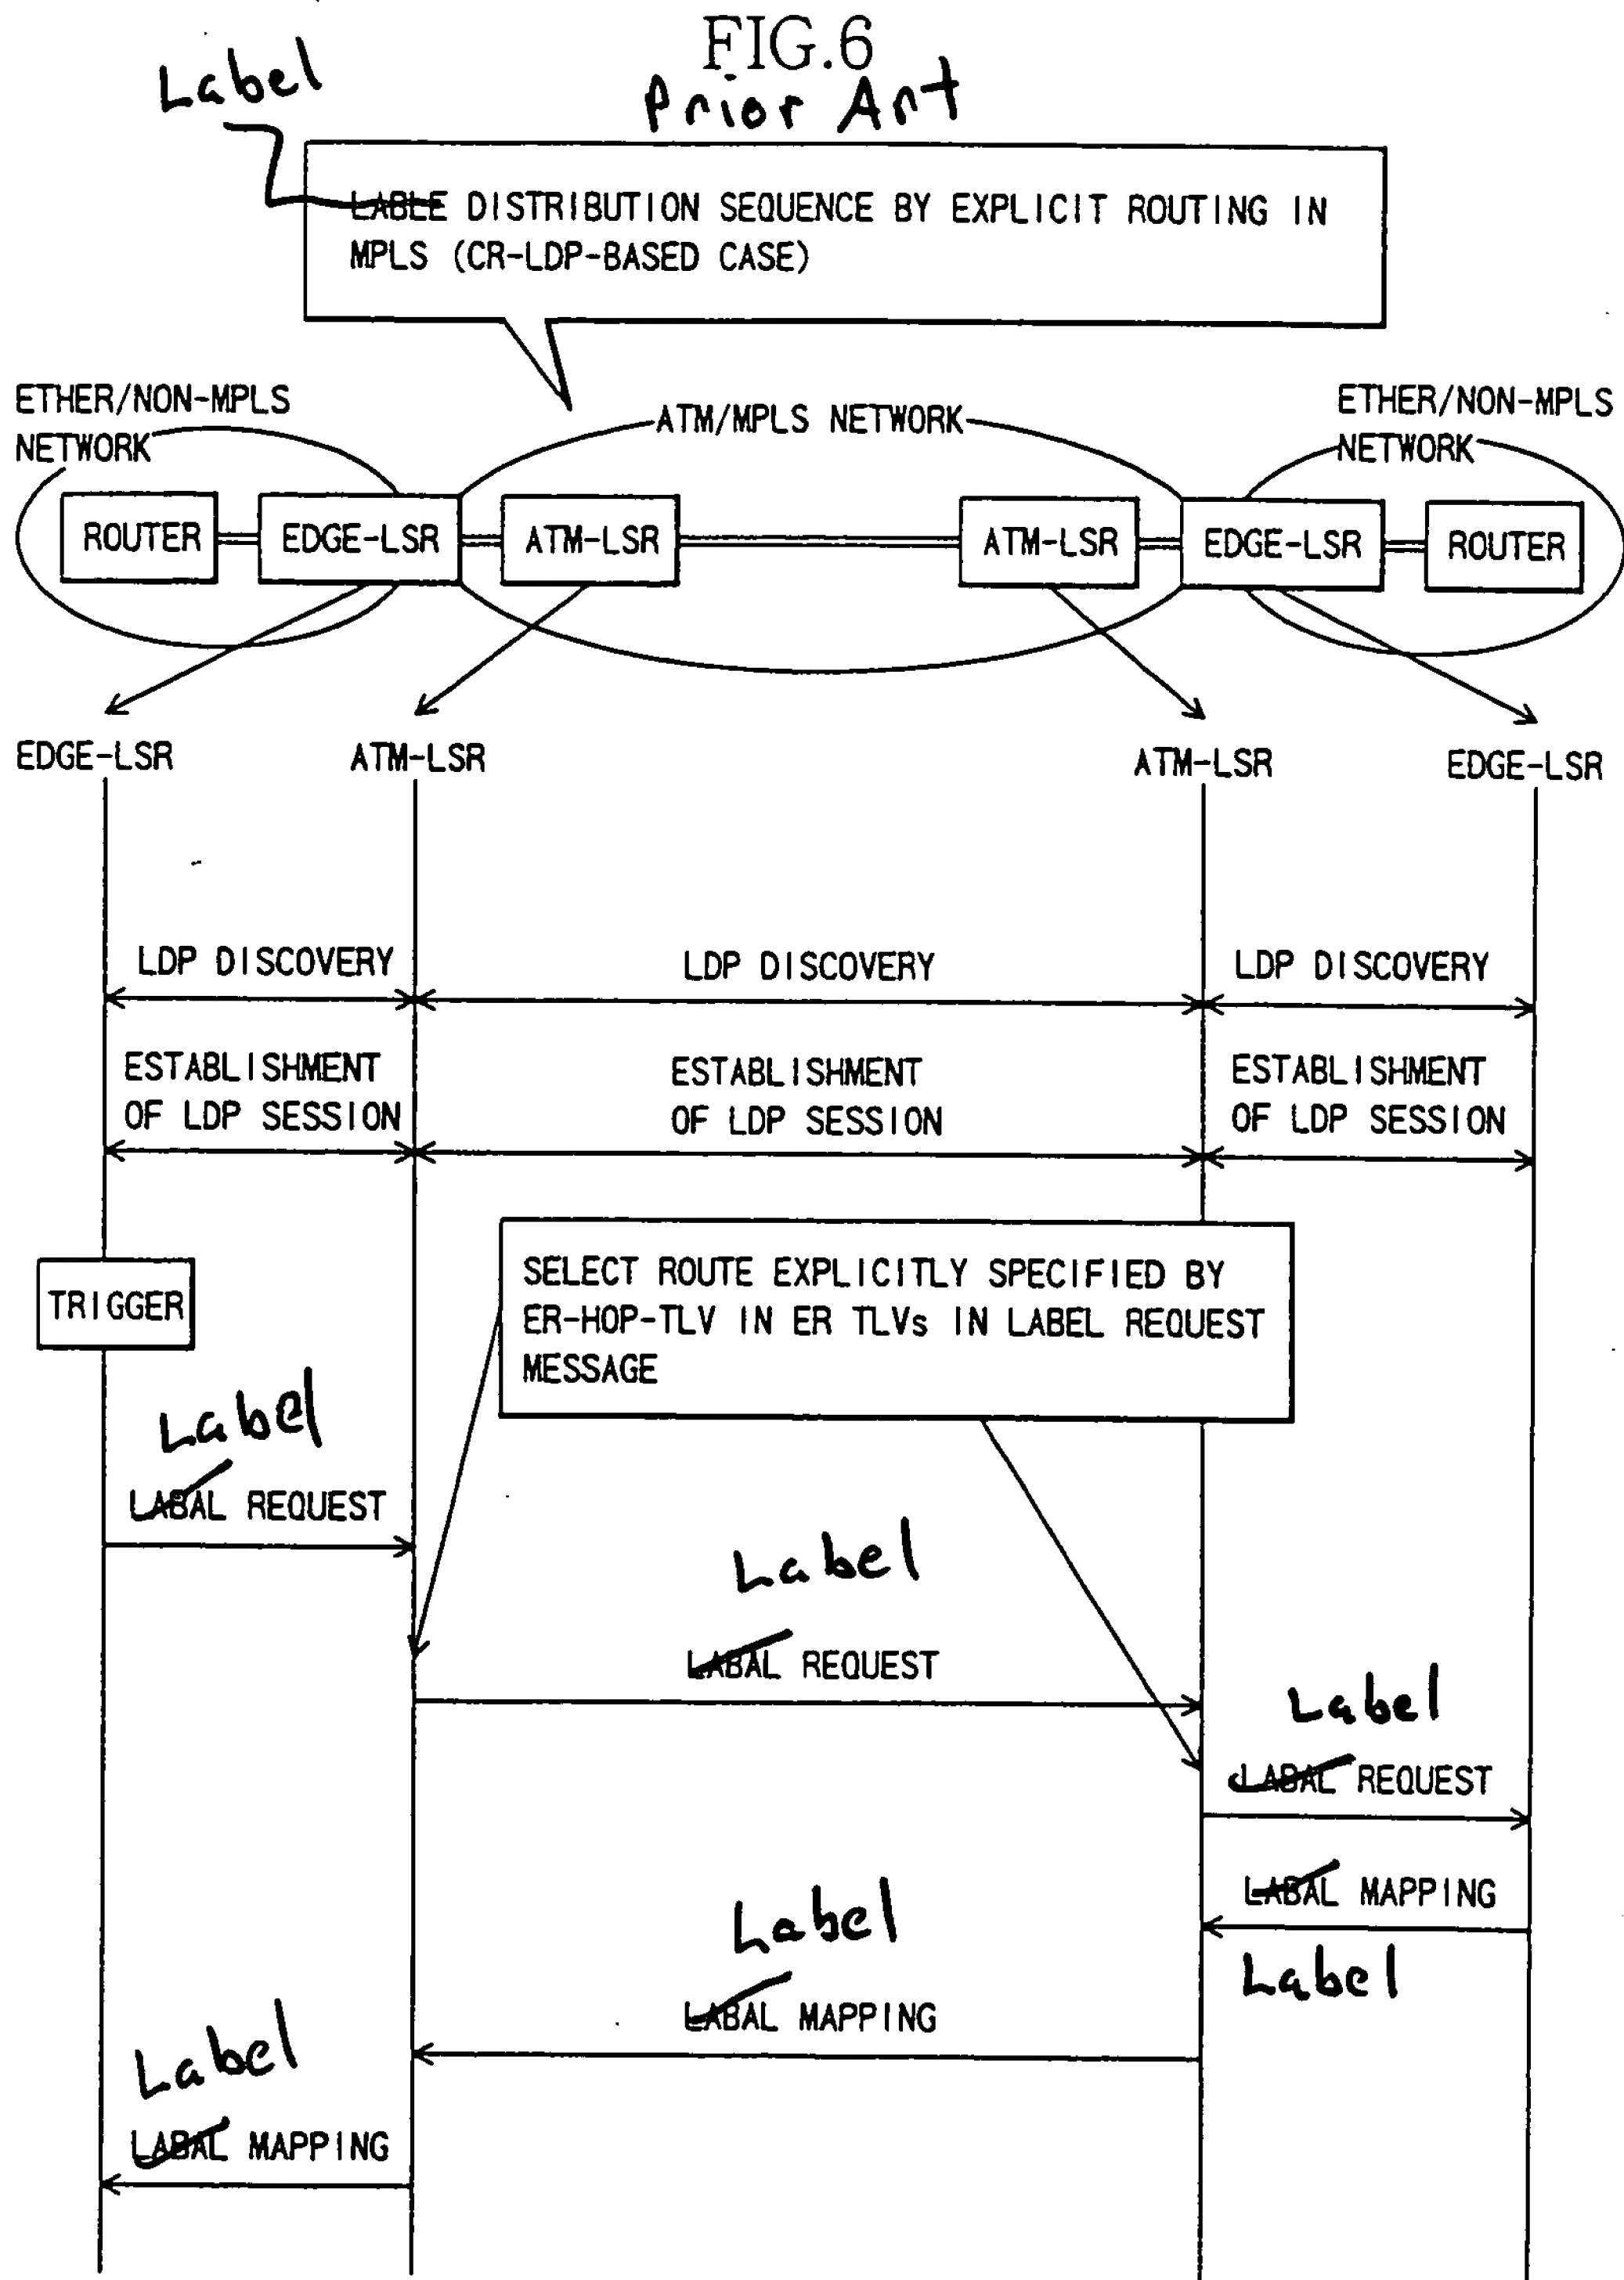 FIG.6
Label
Prior Art
LABLE DISTRIBUTION SEQUENCE BY EXPLICIT ROUTING IN
MPLS (CR-LDP-BASED CASE)
ETHER/NON-MPLS
NETWORK
ATM/MPLS NETWORK
ETHER/NON-MPLS
NETWORK
ROUTER
EDGE-LSR
ATM-LSR
ATM-LSR
EDGE-LSR
ROUTER
EDGE-LSR
ATM-LSR
ATM-LSR
EDGE-LSR
LDP DISCOVERY
LDP DISCOVERY
LDP DISCOVERY
ESTABLISHMENT
OF LDP SESSION
ESTABLISHMENT
OF LDP SESSION
ESTABLISHMENT
OF LDP SESSION
TRIGGER
SELECT ROUTE EXPLICITLY SPECIFIED BY
ER-HOP-TLV IN ER TLVs IN LABEL REQUEST
MESSAGE
Label
LABAL REQUEST
Label
LABAL REQUEST
Label
LABAL REQUEST
LABAL MAPPING
Label
Label
LABAL MAPPING
Label
LABAL MAPPING